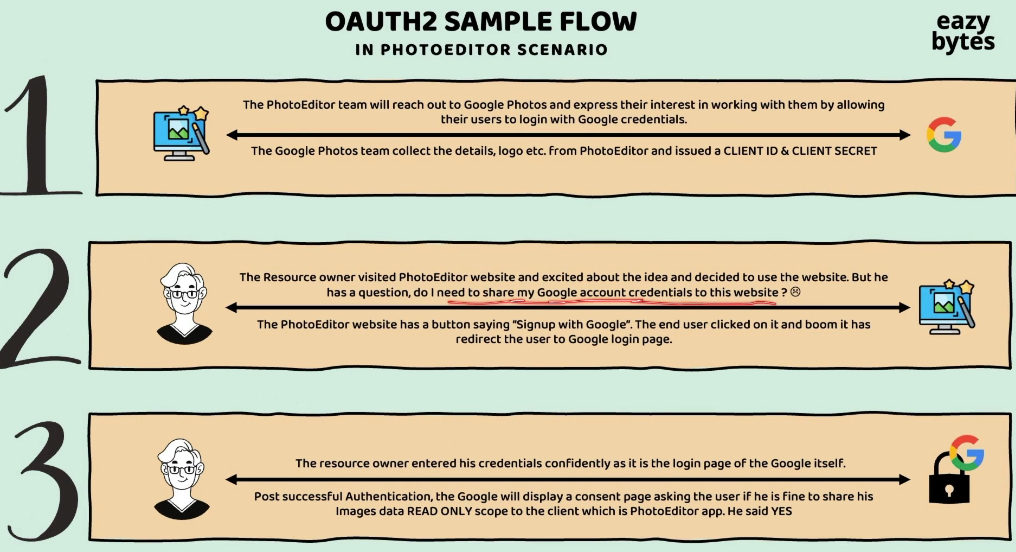 OAUTH2 SAMPLE FLOW
IN PHOTOEDITOR SCENARIO
eazy
bytes
1
The PhotoEditor team will reach out to Google Photos and express their interest in working with them by allowing
their users to login with Google credentials.
The Google Photos team collect the details, logo etc. from PhotoEditor and issued a CLIENT ID & CLIENT SECRET
2
The Resource owner visited PhotoEditor website and excited about the idea and decided to use the website. But he
has a question, do I need to share my Google account credentials to this website ? ☹
The PhotoEditor website has a button saying "Signup with Google". The end user clicked on it and boom it has
redirect the user to Google login page.
3
The resource owner entered his credentials confidently as it is the login page of the Google itself.
Post successful Authentication, the Google will display a consent page asking the user if he is fine to share his
Images data READ ONLY scope to the client which is PhotoEditor app. He said YES